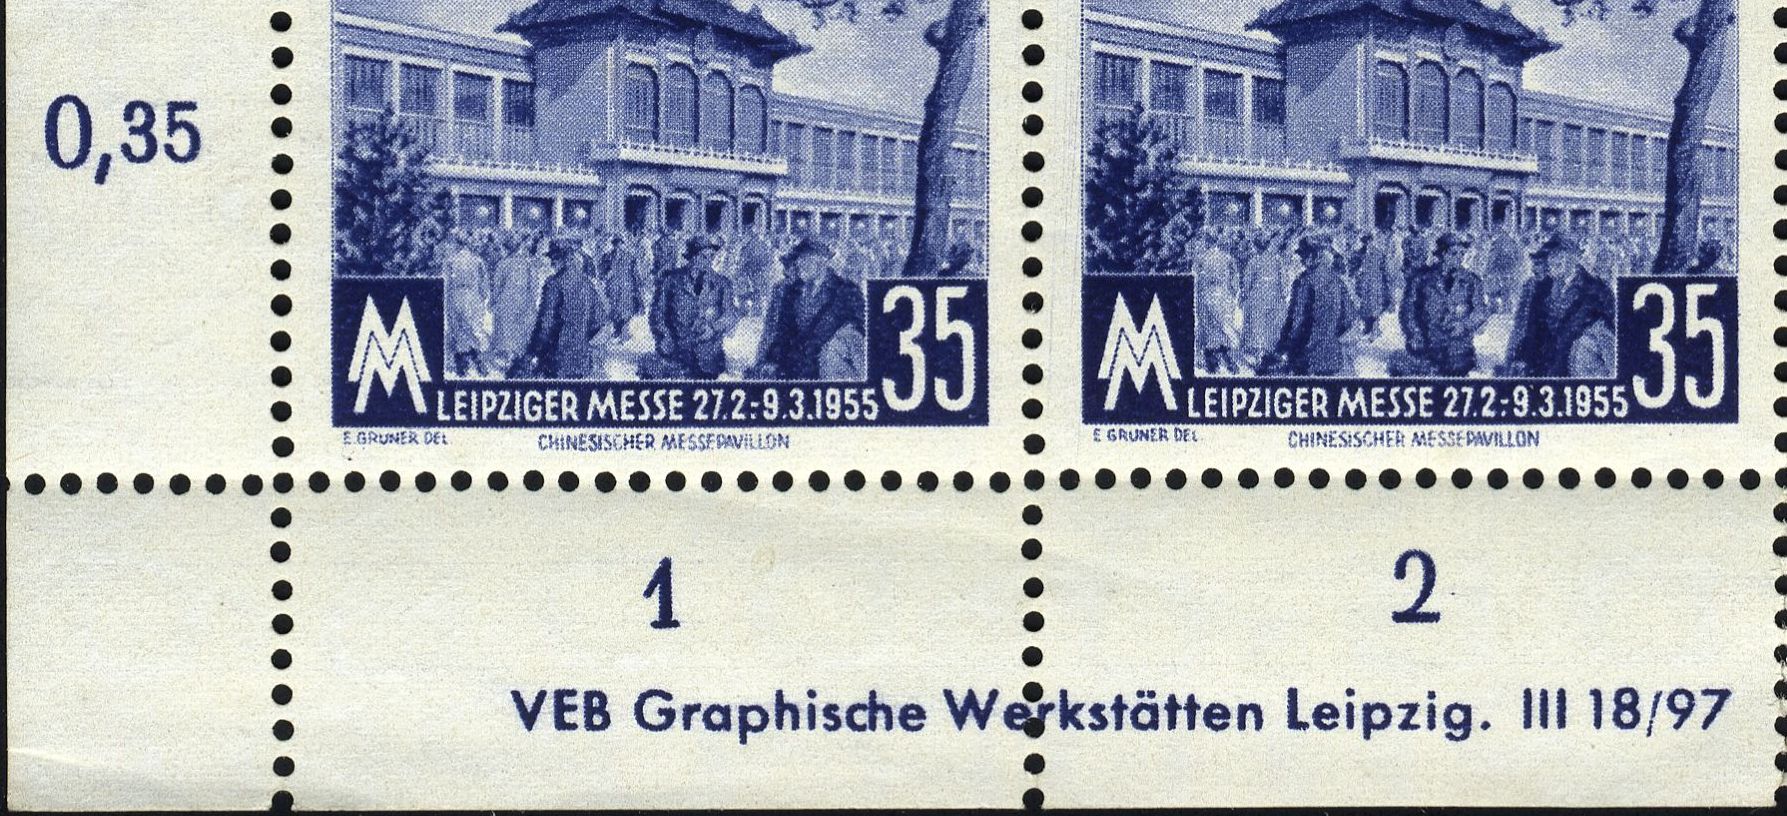 0,35
M LEIPZIGER MESSE 27.2.-9.3.1955 35
E.GRUNER DEL CHINESISCHER MESSEPAVILLON
M LEIPZIGER MESSE 27.2.-9.3.1955 35
E GRUNER DEL CHINESISCHER MESSEPAVILLON
1 2
VEB Graphische Werkstätten Leipzig. III 18/97